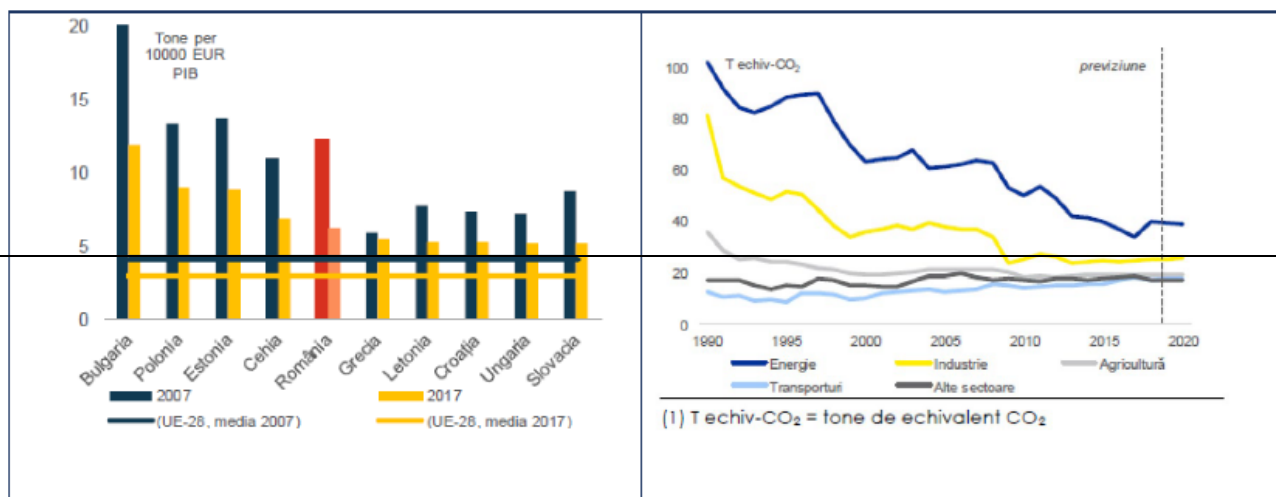 20
Tone per
10000 EUR
PIB
15
10
5
0
Bulgaria
Polonia
Estonia
Cehia
România
Grecia
Letonia
Croația
Ungaria
Slovacia
2007
2017
(UE-28, media 2007)
(UE-28, media 2017)
T echiv-CO₂
previziune
100
80
60
40
20
0
1990
1995
2000
2005
2010
2015
2020
Energie
Industrie
Agricultură
Transporturi
Alte sectoare
(1) T echiv-CO₂ = tone de echivalent CO₂